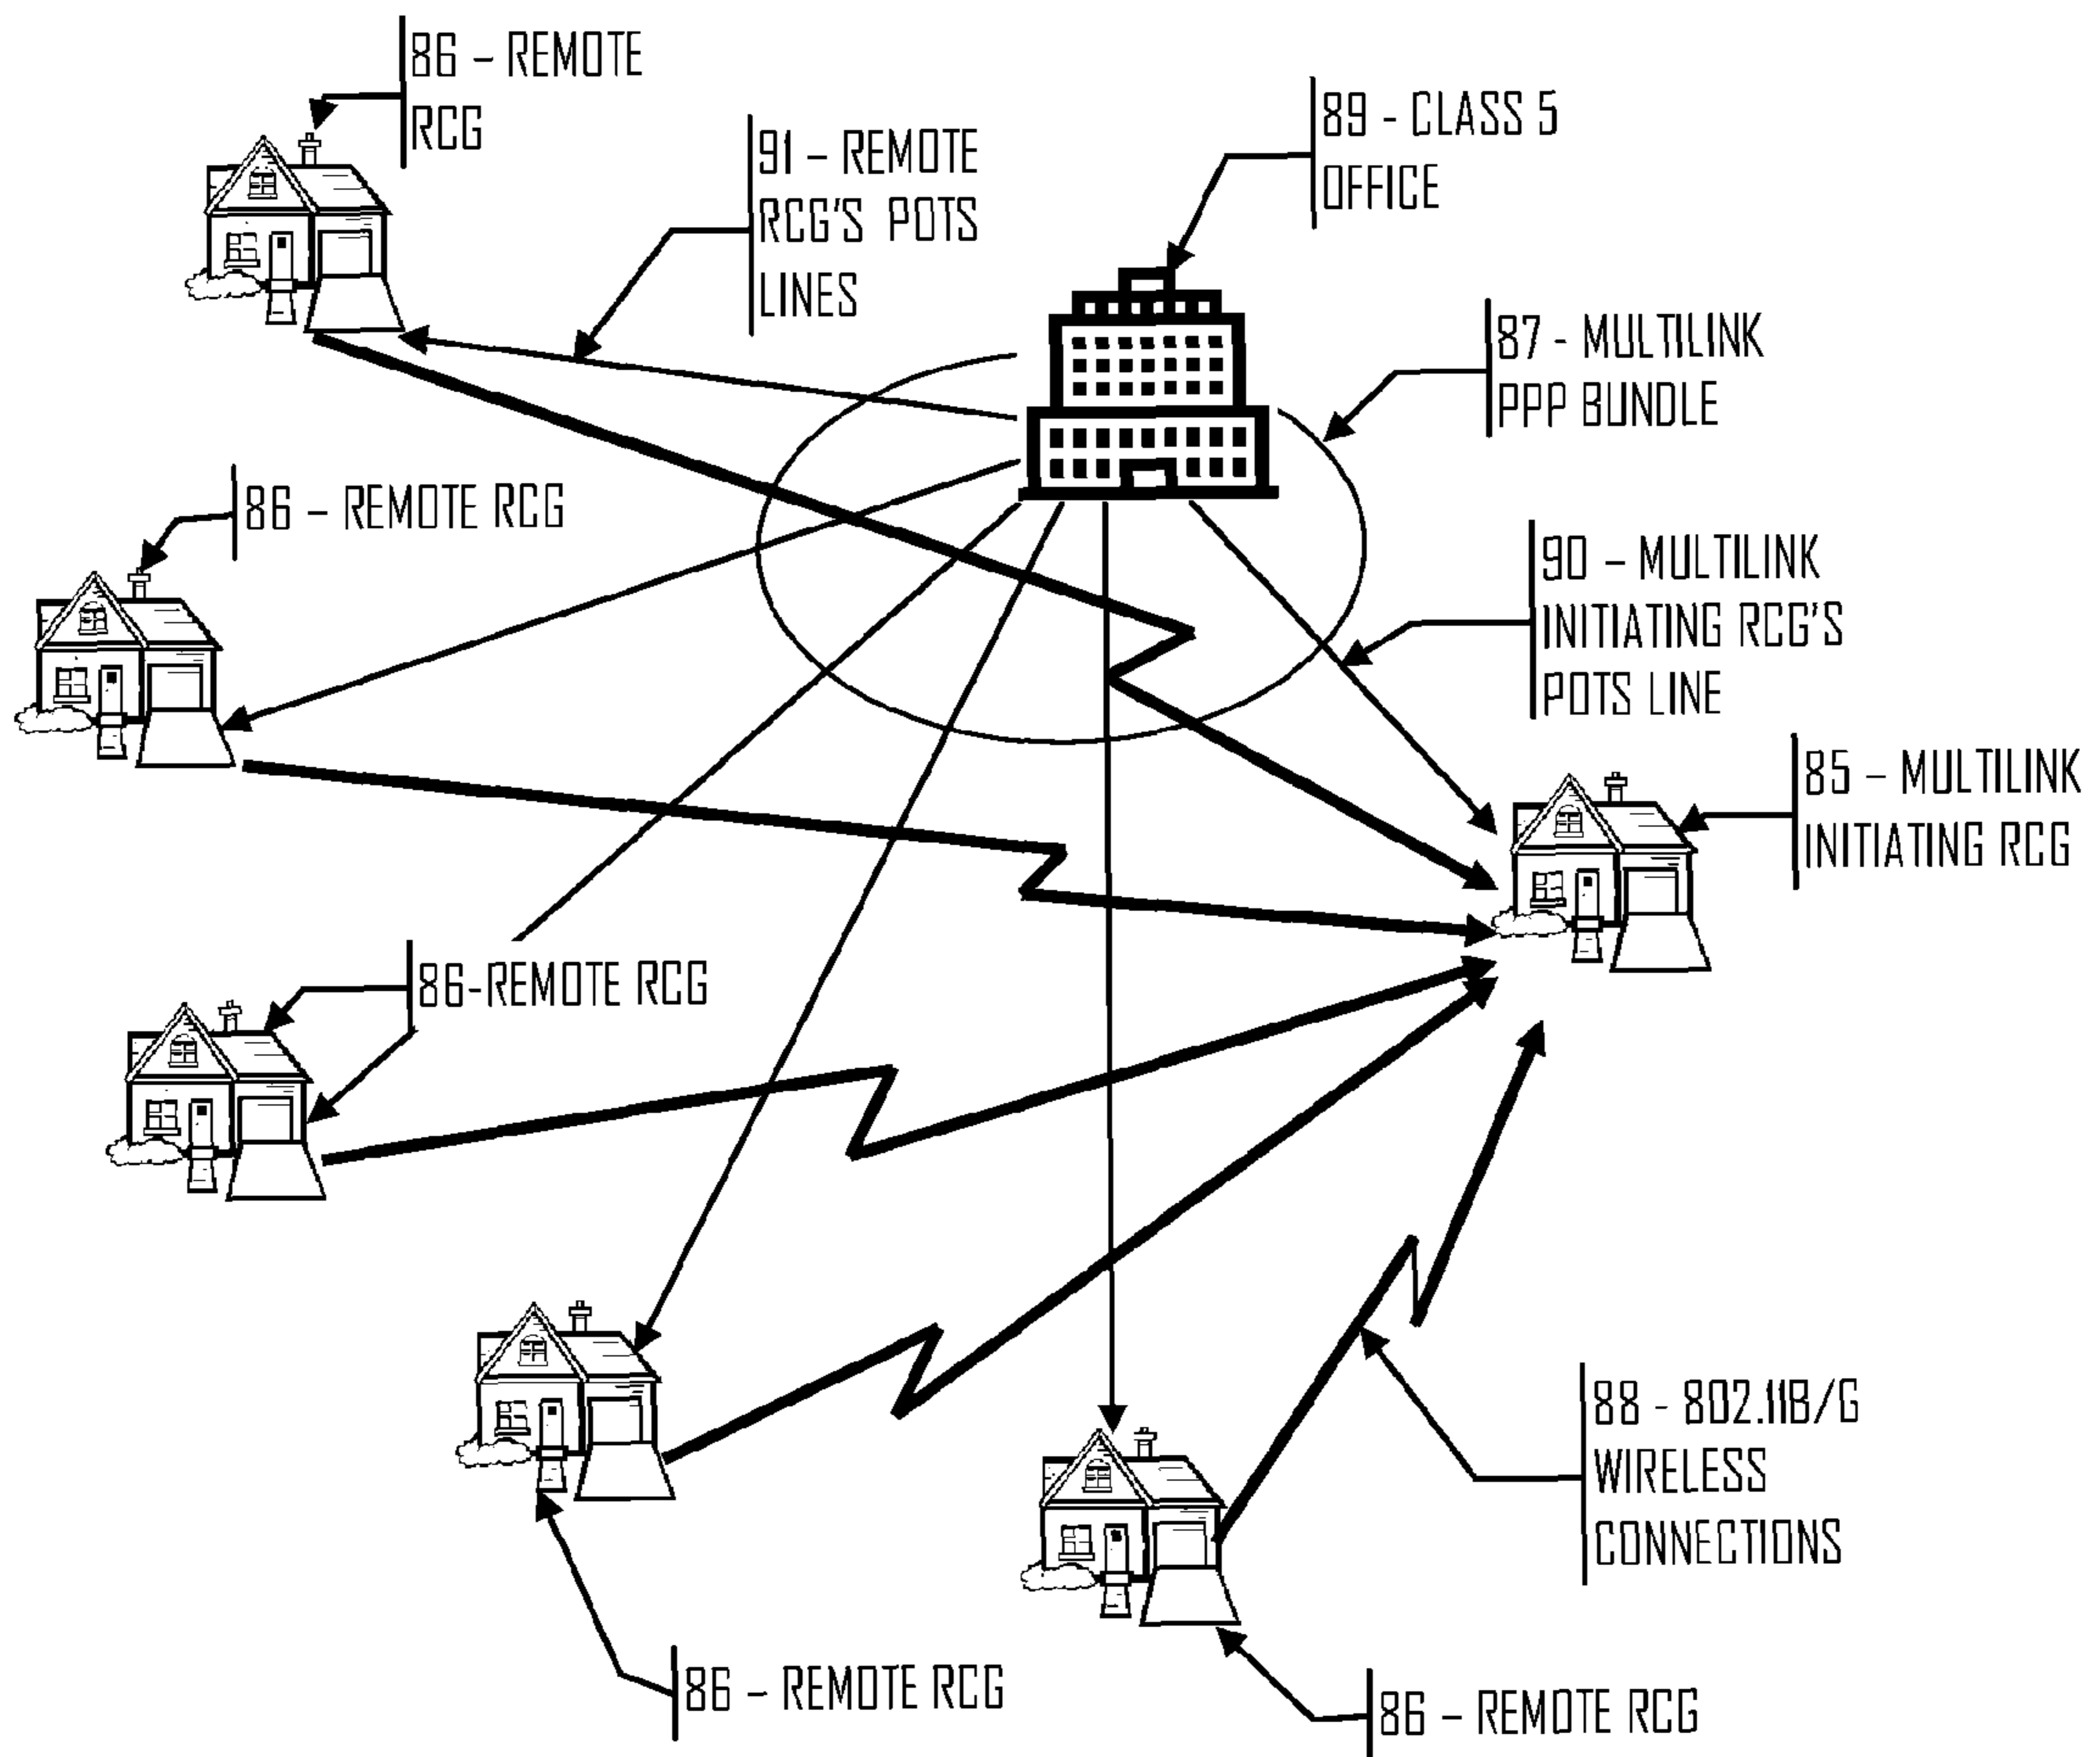 86 – REMOTE
RCG
91 – REMOTE
RCG'S POTS
LINES
89 - CLASS 5
OFFICE
87 - MULTILINK
PPP BUNDLE
86 – REMOTE RCG
90 – MULTILINK
INITIATING RCG'S
POTS LINE
85 – MULTILINK
INITIATING RCG
86-REMOTE RCG
88 - 802.11B/G
WIRELESS
CONNECTIONS
86 – REMOTE RCG
86 – REMOTE RCG